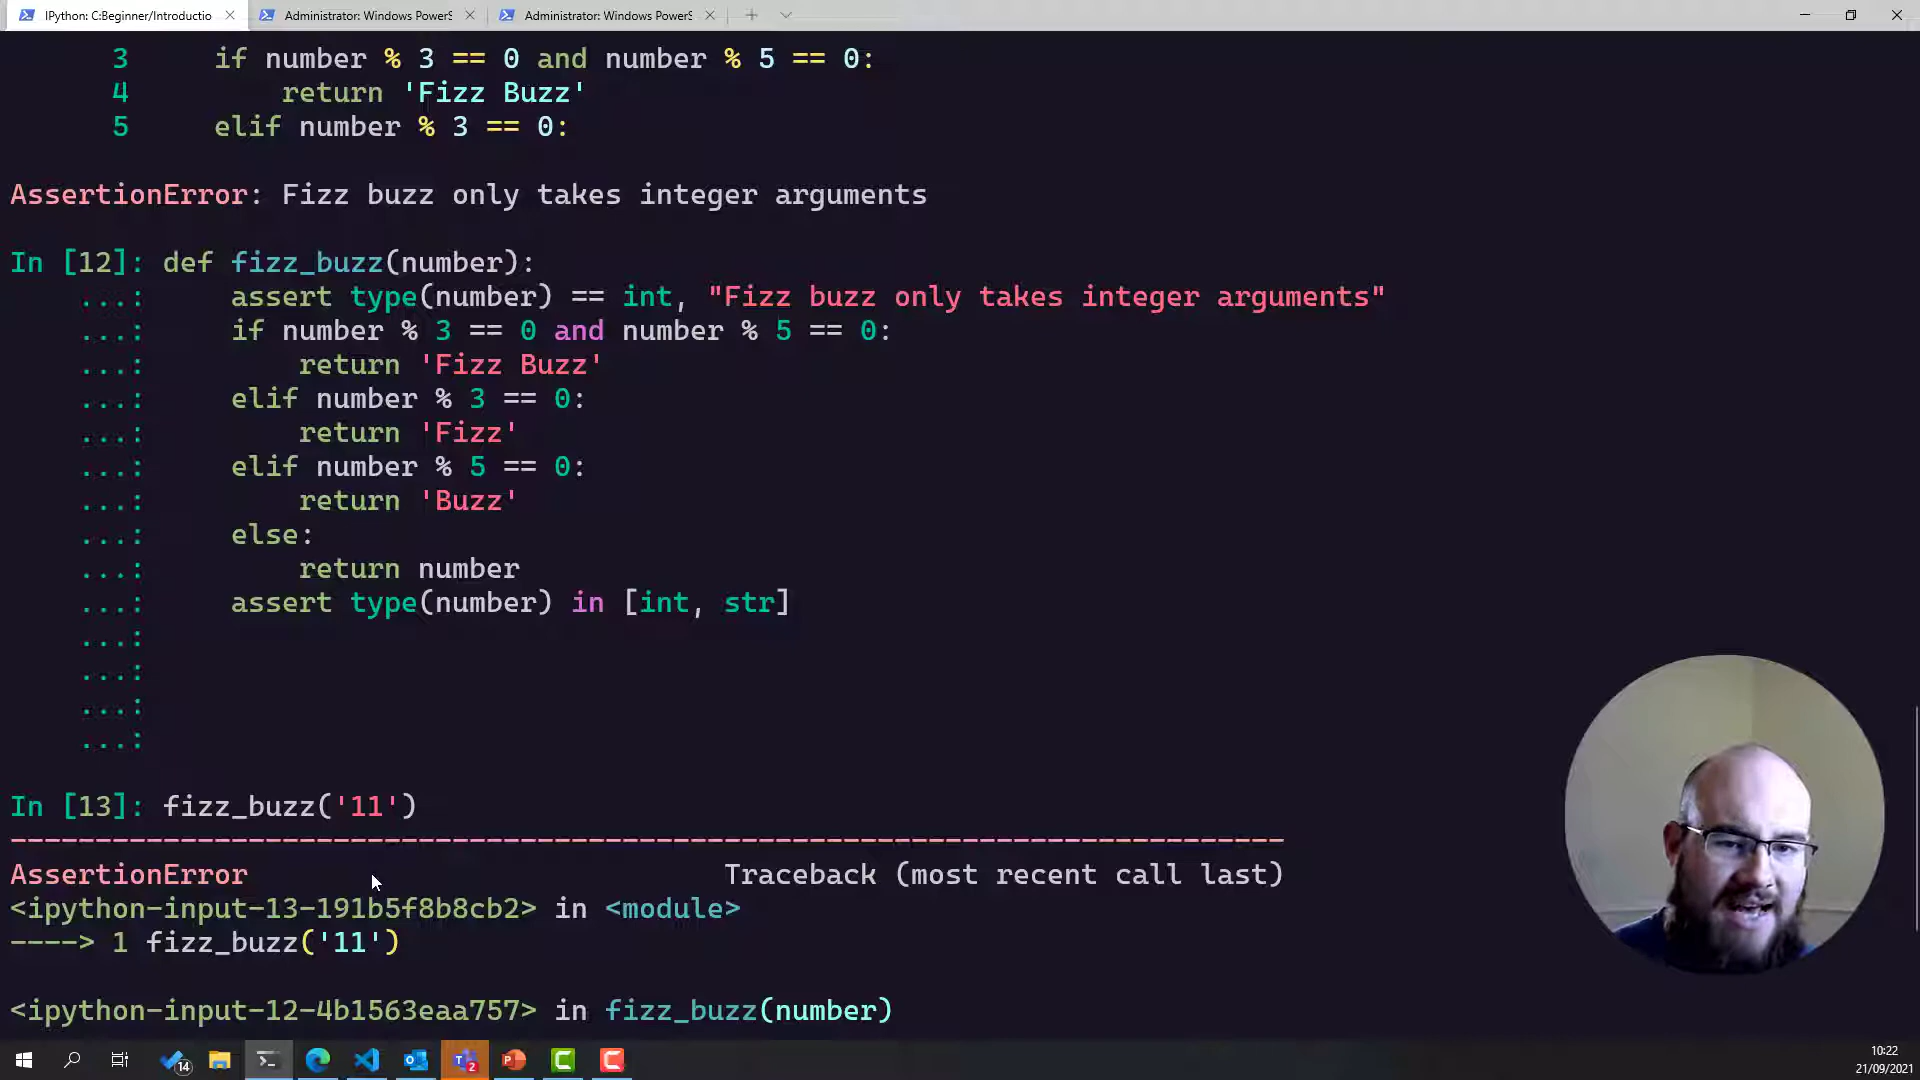 IPython: C:Beginner/Introductio
Administrator: Windows PowerS
Administrator: Windows PowerS
3 if number % 3 == 0 and number % 5 == 0:
4 return 'Fizz Buzz'
5 elif number % 3 == 0:
AssertionError: Fizz buzz only takes integer arguments
In [12]: def fizz_buzz(number):
...: assert type(number) == int, "Fizz buzz only takes integer arguments"
...: if number % 3 == 0 and number % 5 == 0:
...: return 'Fizz Buzz'
...: elif number % 3 == 0:
...: return 'Fizz'
...: elif number % 5 == 0:
...: return 'Buzz'
...: else:
...: return number
...: assert type(number) in [int, str]
...:
...:
...:
...:
In [13]: fizz_buzz('11')
---------------------------------------------------------------------------
AssertionError Traceback (most recent call last)
<ipython-input-13-191b5f8b8cb2> in <module>
----> 1 fizz_buzz('11')
<ipython-input-12-4b1563eaa757> in fizz_buzz(number)
14
2
10:22
21/09/2021